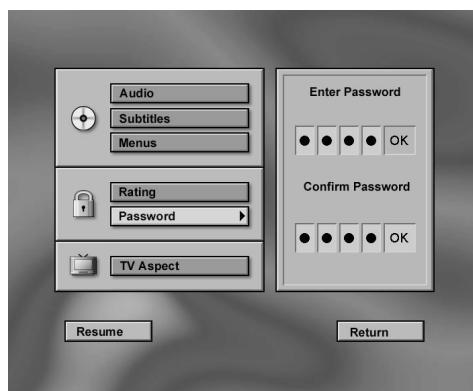 Audio
Subtitles
Menus
Rating
Password
TV Aspect
Enter Password
OK
Confirm Password
OK
Resume
Return